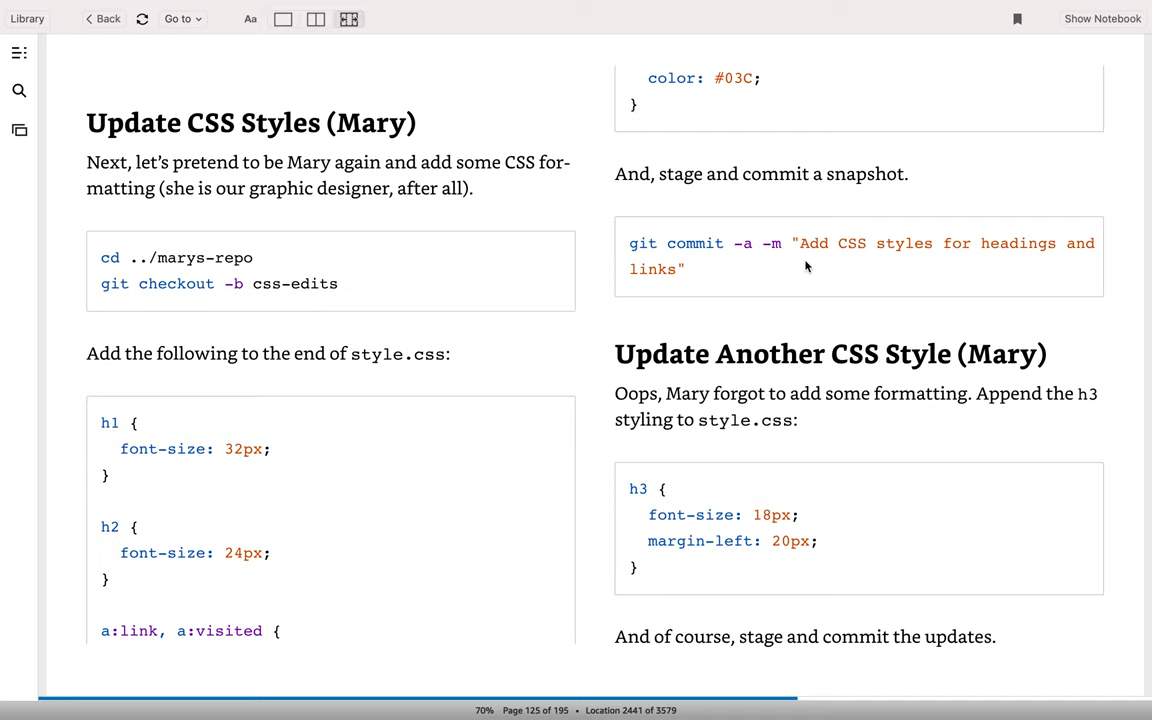 Library
Back
Go to
Aa
Show Notebook
Update CSS Styles (Mary)
Next, let’s pretend to be Mary again and add some CSS for-
matting (she is our graphic designer, after all).
cd ../marys-repo
git checkout -b css-edits
Add the following to the end of style.css:
h1 {
font-size: 32px;
}
h2 {
font-size: 24px;
}
a:link, a:visited {
color: #03C;
}
And, stage and commit a snapshot.
git commit -a -m "Add CSS styles for headings and
links"
Update Another CSS Style (Mary)
Oops, Mary forgot to add some formatting. Append the h3
styling to style.css:
h3 {
font-size: 18px;
margin-left: 20px;
}
And of course, stage and commit the updates.
70% Page 125 of 195 • Location 2441 of 3579